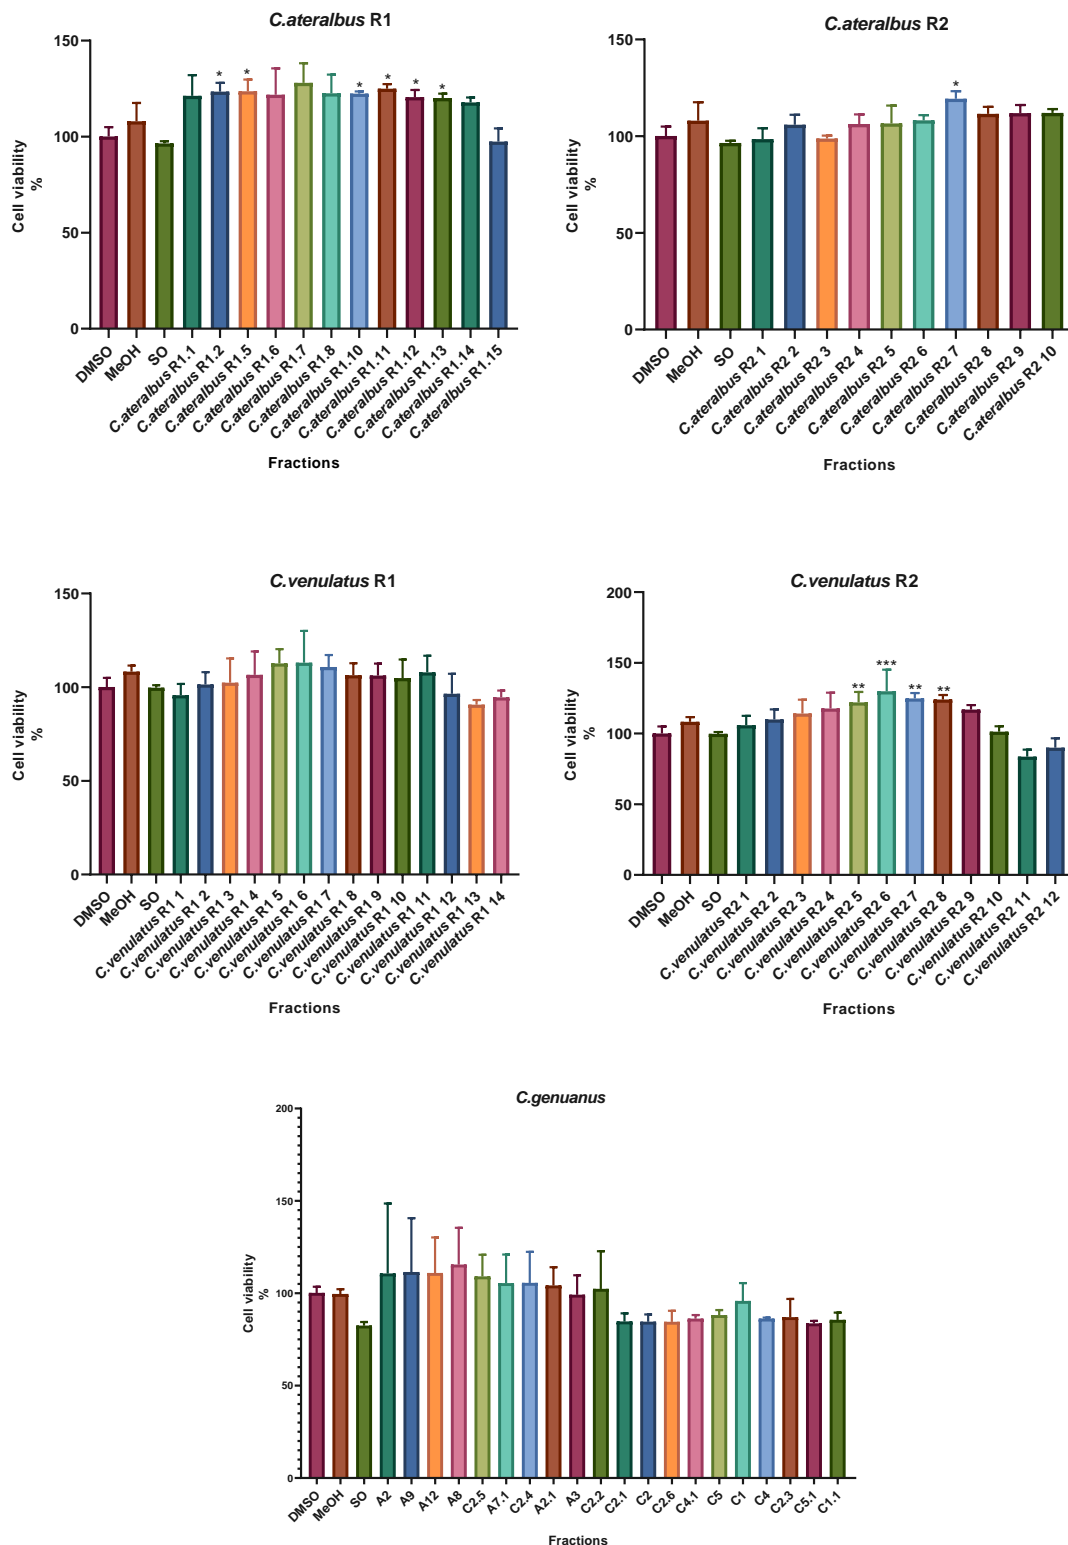 C.ateralbus R1
Cell viability
%
150
100
50
0
* * * * * *
DMSO
MeOH
SO
C.ateralbus R1.1
C.ateralbus R1.2
C.ateralbus R1.5
C.ateralbus R1.6
C.ateralbus R1.7
C.ateralbus R1.8
C.ateralbus R1.10
C.ateralbus R1.11
C.ateralbus R1.12
C.ateralbus R1.13
C.ateralbus R1.14
C.ateralbus R1.15
Fractions
C.ateralbus R2
Cell viability
%
150
100
50
0
*
DMSO
MeOH
SO
C.ateralbus R2 1
C.ateralbus R2 2
C.ateralbus R2 3
C.ateralbus R2 4
C.ateralbus R2 5
C.ateralbus R2 6
C.ateralbus R2 7
C.ateralbus R2 8
C.ateralbus R2 9
C.ateralbus R2 10
Fractions
C.venulatus R1
Cell viability
%
150
100
50
0
DMSO
MeOH
SO
C.venulatus R1 1
C.venulatus R1 2
C.venulatus R1 3
C.venulatus R1 4
C.venulatus R1 5
C.venulatus R1 6
C.venulatus R1 7
C.venulatus R1 8
C.venulatus R1 9
C.venulatus R1 10
C.venulatus R1 11
C.venulatus R1 12
C.venulatus R1 13
C.venulatus R1 14
Fractions
C.venulatus R2
Cell viability
%
200
150
100
50
0
** *** ** **
DMSO
MeOH
SO
C.venulatus R2 1
C.venulatus R2 2
C.venulatus R2 3
C.venulatus R2 4
C.venulatus R2 5
C.venulatus R2 6
C.venulatus R2 7
C.venulatus R2 8
C.venulatus R2 9
C.venulatus R2 10
C.venulatus R2 11
C.venulatus R2 12
Fractions
C.genuanus
Cell viability
%
200
150
100
50
0
DMSO
MeOH
SO
A2
A9
A12
A8
C2.5
A7.1
C2.4
A2.1
A3
C2.2
C2.1
C2
C2.6
C4.1
C5
C1
C4
C2.3
C5.1
C1.1
Fractions